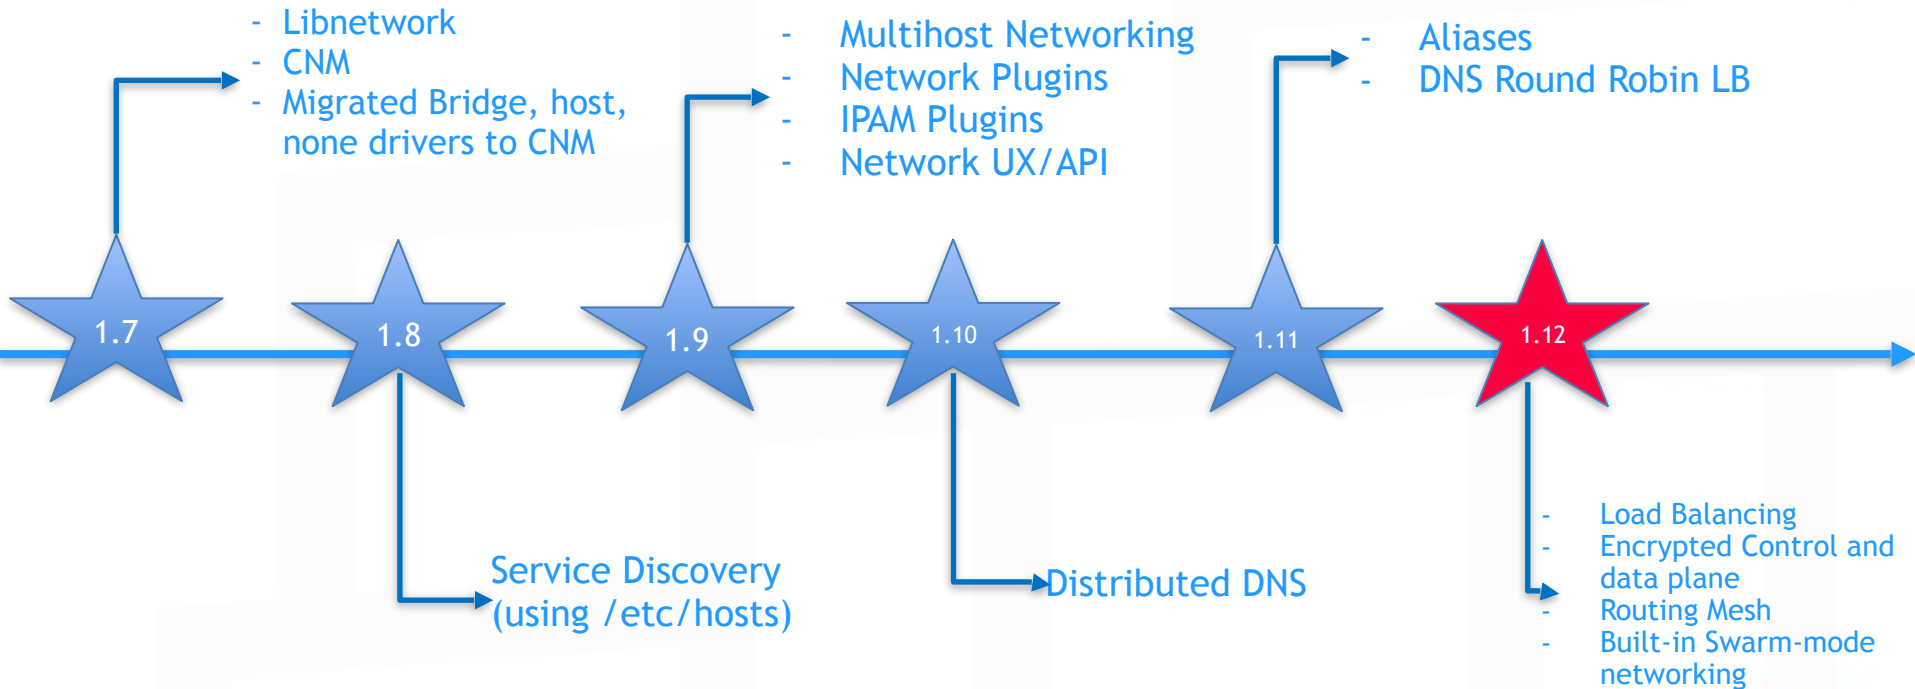 - Libnetwork
- CNM
- Migrated Bridge, host,
none drivers to CNM
- Multihost Networking
- Network Plugins
- IPAM Plugins
- Network UX/API
- Aliases
- DNS Round Robin LB
1.7
1.8
1.9
1.10
1.11
1.12
Service Discovery
(using /etc/hosts)
Distributed DNS
- Load Balancing
- Encrypted Control and
data plane
- Routing Mesh
- Built-in Swarm-mode
networking